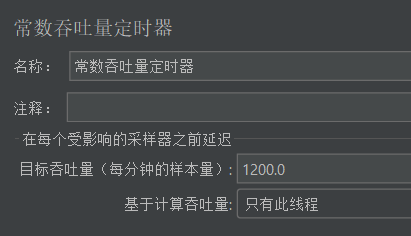 常数吞吐量定时器
名称： 常数吞吐量定时器
注释：
在每个受影响的采样器之前延迟
目标吞吐量（每分钟的样本量）: 1200.0
基于计算吞吐量: 只有此线程